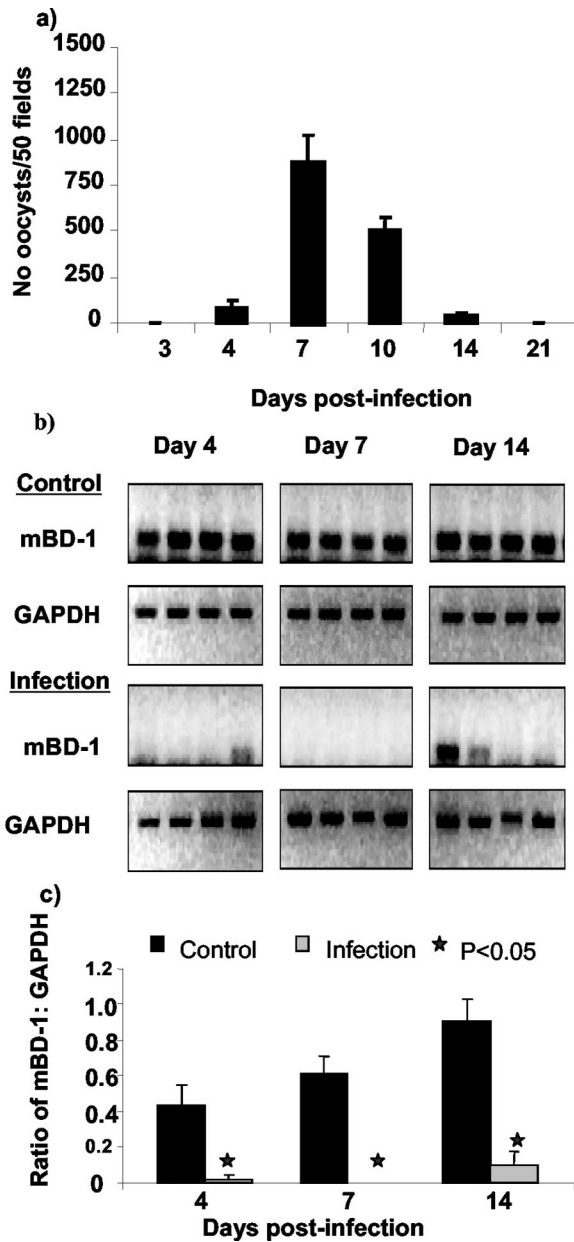 a)
No oocysts/50 fields
1500
1250
1000
750
500
250
0
3 4 7 10 14 21
Days post-infection
b)
Day 4 Day 7 Day 14
Control
mBD-1
GAPDH
Infection
mBD-1
GAPDH
c)
Control Infection P<0.05
Ratio of mBD-1: GAPDH
1.2
1.0
0.8
0.6
0.4
0.2
0
4 7 14
Days post-infection